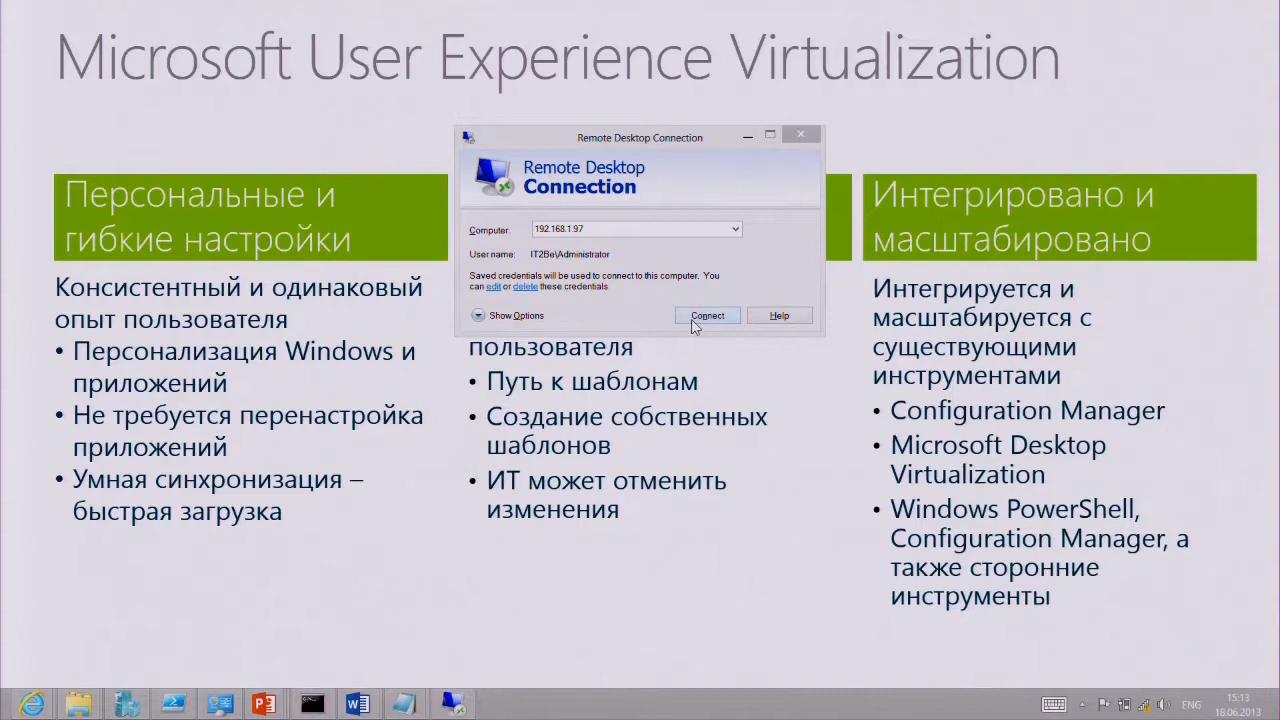 Microsoft User Experience Virtualization
Персональные и
гибкие настройки
Консистентный и одинаковый
опыт пользователя
• Персонализация Windows и
приложений
• Не требуется перенастройка
приложений
• Умная синхронизация –
быстрая загрузка
Remote Desktop Connection
Remote Desktop
Connection
Computer: 192.168.1.97
User name: IT2Be\Administrator
Saved credentials will be used to connect to this computer. You
can edit or delete these credentials.
Show Options
Connect
Help
пользователя
• Путь к шаблонам
• Создание собственных
шаблонов
• ИТ может отменить
изменения
Интегрировано и
масштабировано
Интегрируется и
масштабируется с
существующими
инструментами
• Configuration Manager
• Microsoft Desktop
Virtualization
• Windows PowerShell,
Configuration Manager, а
также сторонние
инструменты
ENG
15:13
18.06.2013